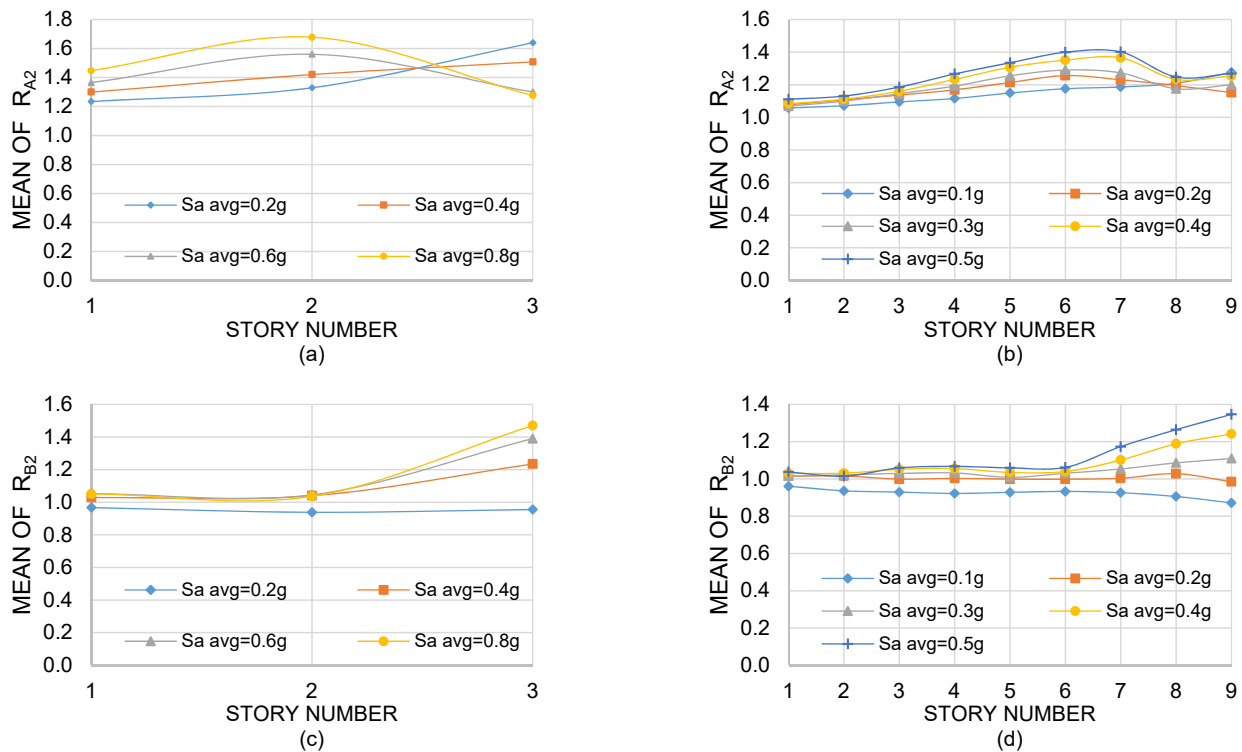 MEAN OF R_A2
1.8
1.6
1.4
1.2
1.0
0.8
0.6
0.4
0.2
0.0
Sa avg=0.2g Sa avg=0.4g
Sa avg=0.6g Sa avg=0.8g
1 2 3
STORY NUMBER
(a)
MEAN OF R_A2
1.6
1.4
1.2
1.0
0.8
0.6
0.4
0.2
0.0
Sa avg=0.1g Sa avg=0.2g
Sa avg=0.3g Sa avg=0.4g
Sa avg=0.5g
1 2 3 4 5 6 7 8 9
STORY NUMBER
(b)
MEAN OF R_B2
1.6
1.4
1.2
1.0
0.8
0.6
0.4
0.2
0.0
Sa avg=0.2g Sa avg=0.4g
Sa avg=0.6g Sa avg=0.8g
1 2 3
STORY NUMBER
(c)
MEAN OF R_B2
1.4
1.2
1.0
0.8
0.6
0.4
0.2
0.0
Sa avg=0.1g Sa avg=0.2g
Sa avg=0.3g Sa avg=0.4g
Sa avg=0.5g
1 2 3 4 5 6 7 8 9
STORY NUMBER
(d)